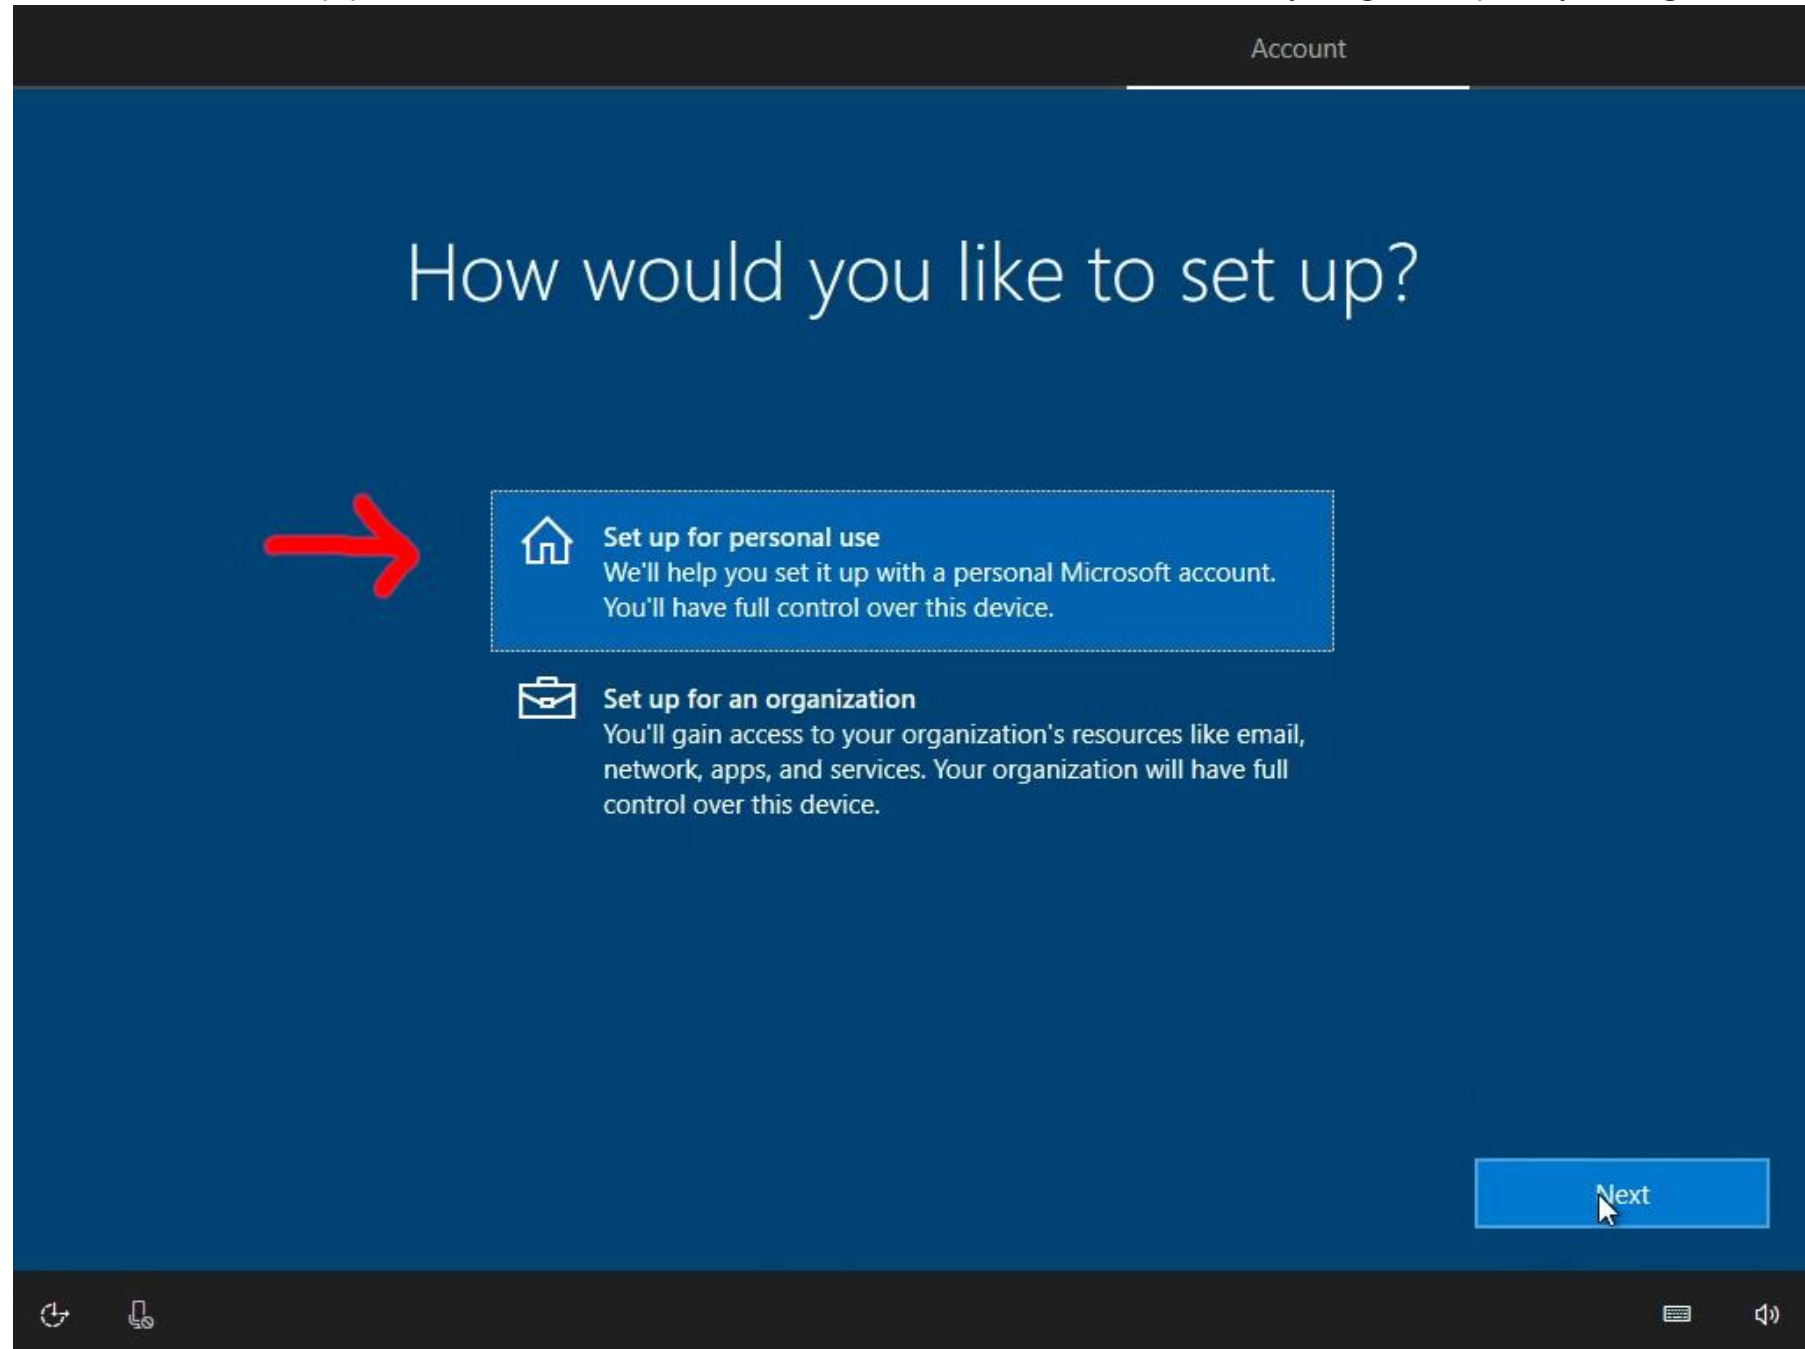 Account
How would you like to set up?
Set up for personal use
We'll help you set it up with a personal Microsoft account.
You'll have full control over this device.
Set up for an organization
You'll gain access to your organization's resources like email,
network, apps, and services. Your organization will have full
control over this device.
Next